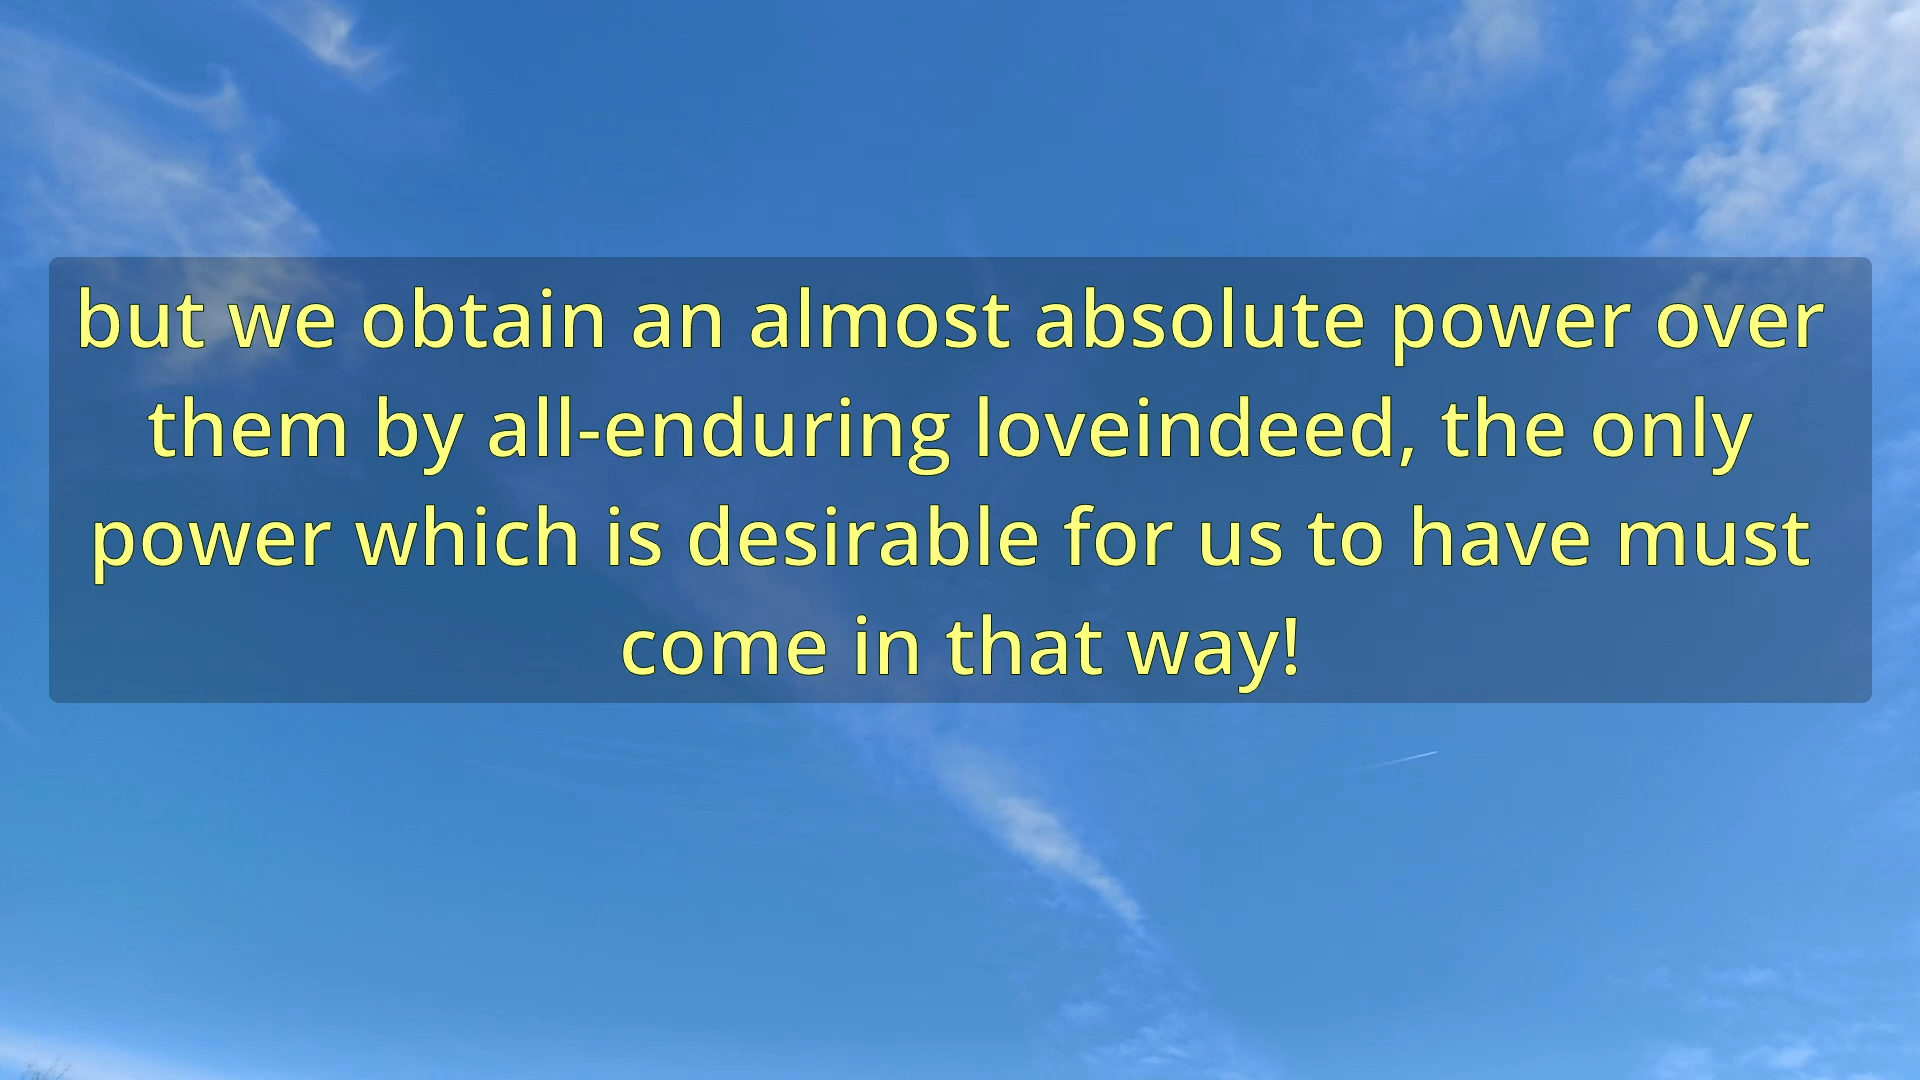 but we obtain an almost absolute power over
them by all-enduring loveindeed, the only
power which is desirable for us to have must
come in that way!